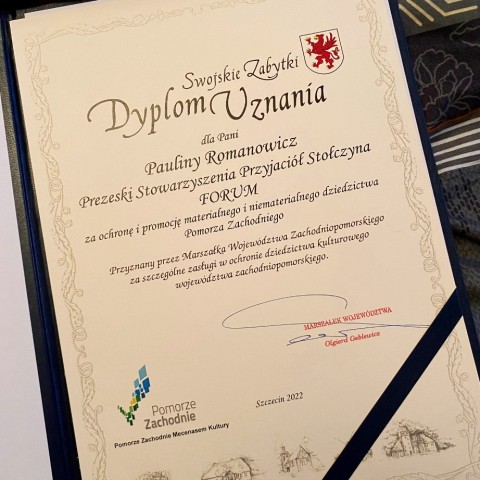 Swojskie Zabytki
Dyplom Uznania
dla Pani
Pauliny Romanowicz
Prezeski Stowarzyszenia Przyjaciół Stołczyna
FORUM
za ochronę i promocję materialnego i niematerialnego dziedzictwa
Pomorza Zachodniego
Przyznany przez Marszałka Województwa Zachodniopomorskiego
za szczególne zasługi w ochronie dziedzictwa kulturowego
województwa zachodniopomorskiego.
MARSZAŁEK WOJEWÓDZTWA
Olgierd Geblewicz
Pomorze
Zachodnie
Szczecin 2022
Pomorze Zachodnie Mecenasem Kultury